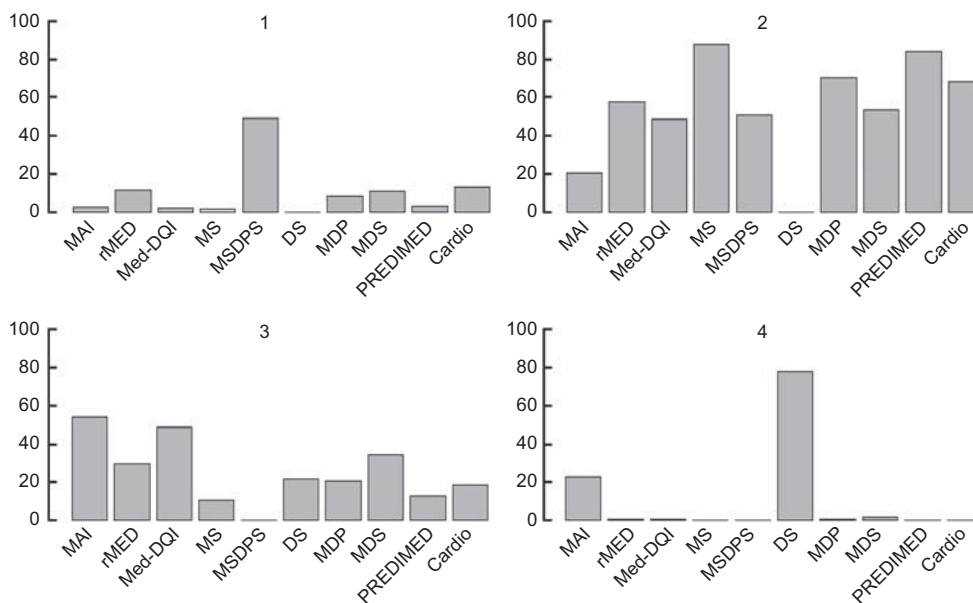 1
100
80
60
40
20
0
MAI
rMED
Med-DQI
MS
MSDPS
DS
MDP
MDS
PREDIMED
Cardio
2
100
80
60
40
20
0
MAI
rMED
Med-DQI
MS
MSDPS
DS
MDP
MDS
PREDIMED
Cardio
3
100
80
60
40
20
0
MAI
rMED
Med-DQI
MS
MSDPS
DS
MDP
MDS
PREDIMED
Cardio
4
100
80
60
40
20
0
MAI
rMED
Med-DQI
MS
MSDPS
DS
MDP
MDS
PREDIMED
Cardio